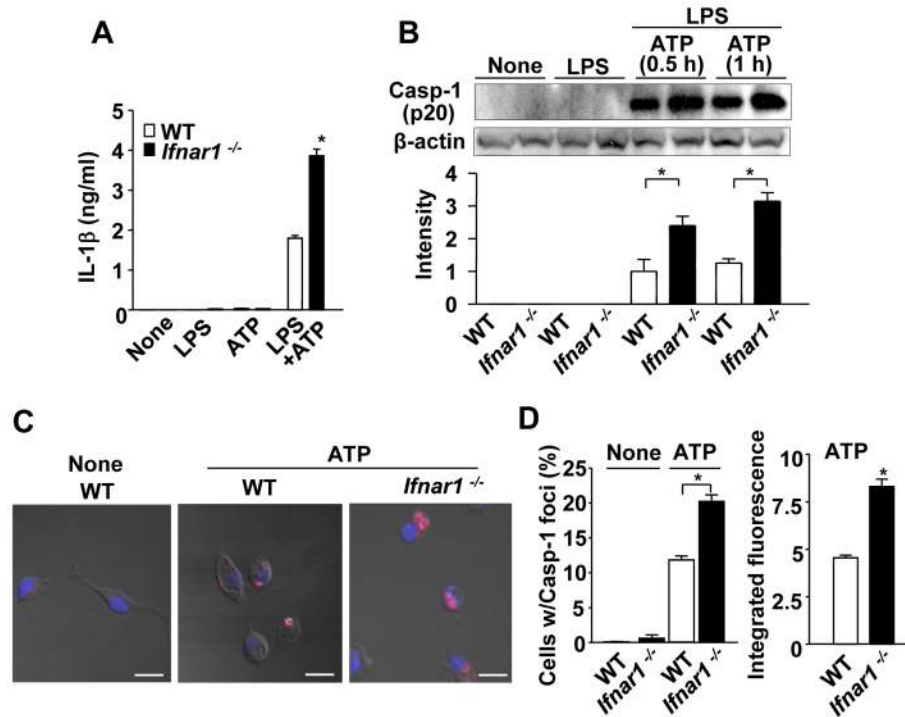 A
IL-1β (ng/ml)
5
4
3
2
1
0
WT
Ifnar1 -/-
*
None
LPS
ATP
LPS
+ATP
B
LPS
None
LPS
ATP
(0.5 h)
ATP
(1 h)
Casp-1
(p20)
β-actin
Intensity
4
3
2
1
0
*
*
WT
Ifnar1 -/-
WT
Ifnar1 -/-
WT
Ifnar1 -/-
WT
Ifnar1 -/-
C
None
WT
ATP
WT
Ifnar1 -/-
D
Cells w/Casp-1 foci (%)
None
ATP
25
20
15
10
5
0
*
WT
Ifnar1 -/-
WT
Ifnar1 -/-
Integrated fluorescence
ATP
10
7.5
5
2.5
0
*
WT
Ifnar1 -/-